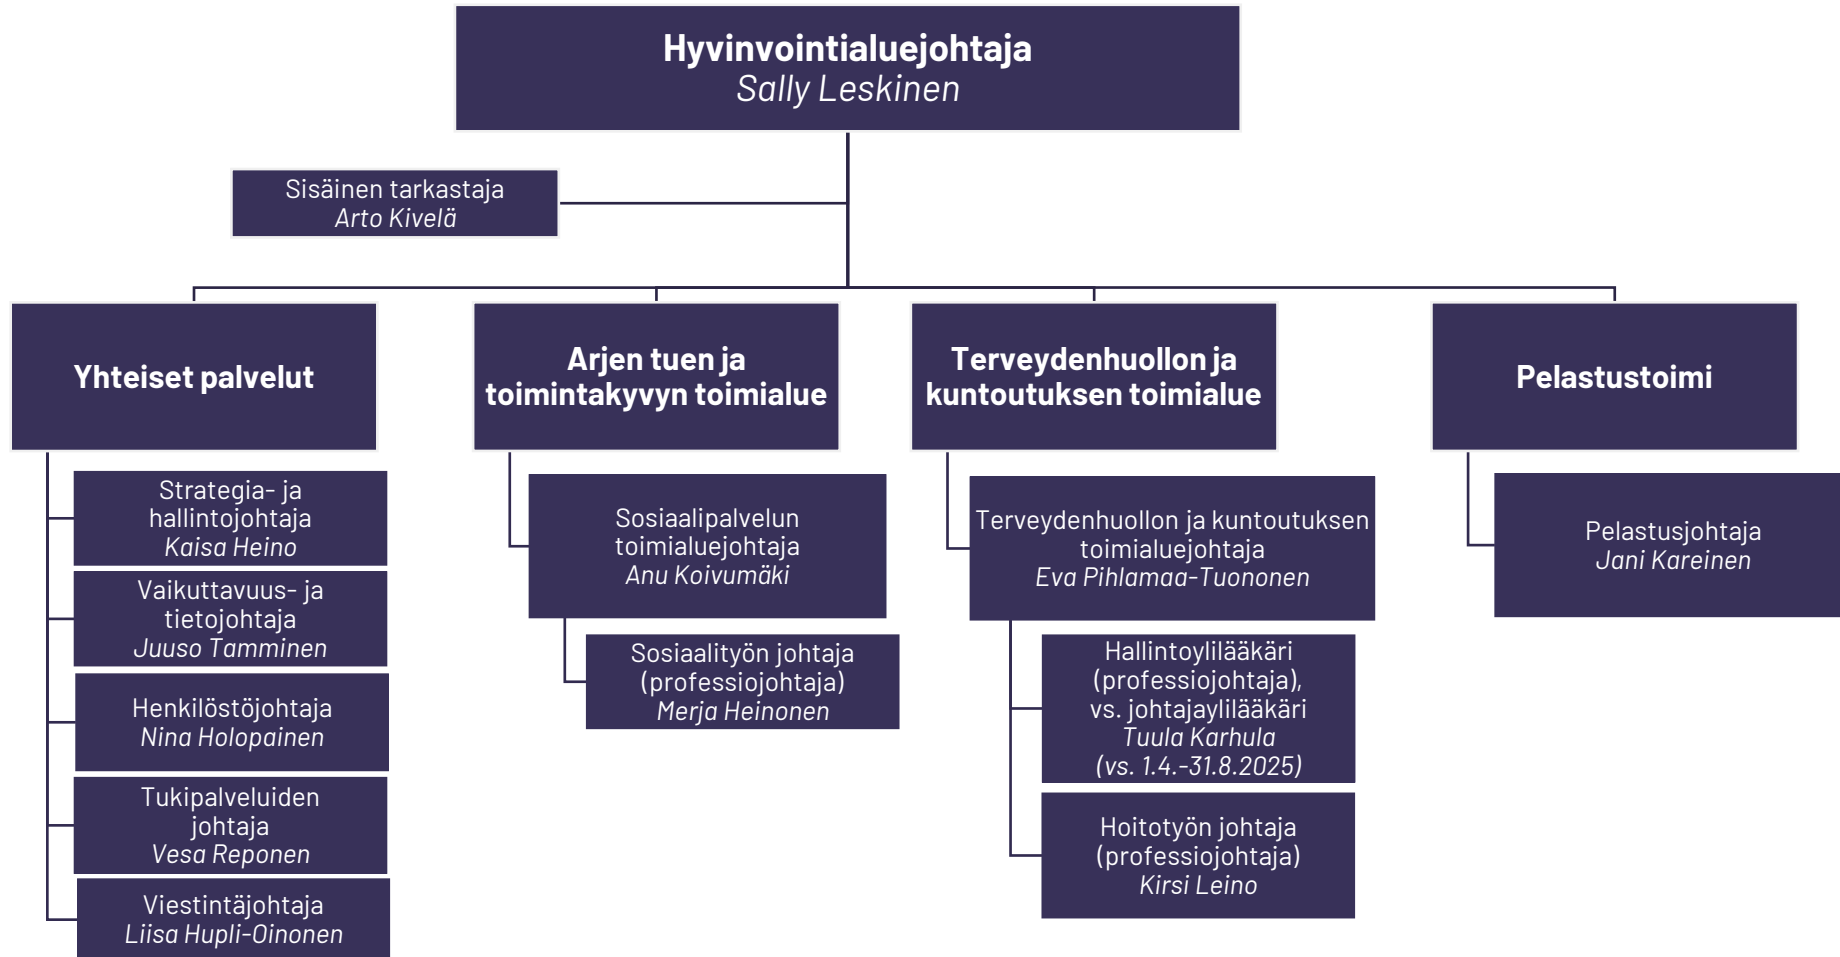 Hyvinvointialuejohtaja
Sally Leskinen
Sisäinen tarkastaja
Arto Kivelä
Yhteiset palvelut
Strategia- ja
hallintojohtaja
Kaisa Heino
Vaikuttavuus- ja
tietojohtaja
Juuso Tamminen
Henkilöstöjohtaja
Nina Holopainen
Tukipalveluiden
johtaja
Vesa Reponen
Viestintäjohtaja
Liisa Hupli-Oinonen
Arjen tuen ja
toimintakyvyn toimialue
Sosiaalipalvelun
toimialuejohtaja
Anu Koivumäki
Sosiaalityön johtaja
(professiojohtaja)
Merja Heinonen
Terveydenhuollon ja
kuntoutuksen toimialue
Terveydenhuollon ja kuntoutuksen
toimialuejohtaja
Eva Pihlamaa-Tuononen
Hallintoylilääkäri
(professiojohtaja),
vs. johtajaylilääkäri
Tuula Karhula
(vs. 1.4.-31.8.2025)
Hoitotyön johtaja
(professiojohtaja)
Kirsi Leino
Pelastustoimi
Pelastusjohtaja
Jani Kareinen